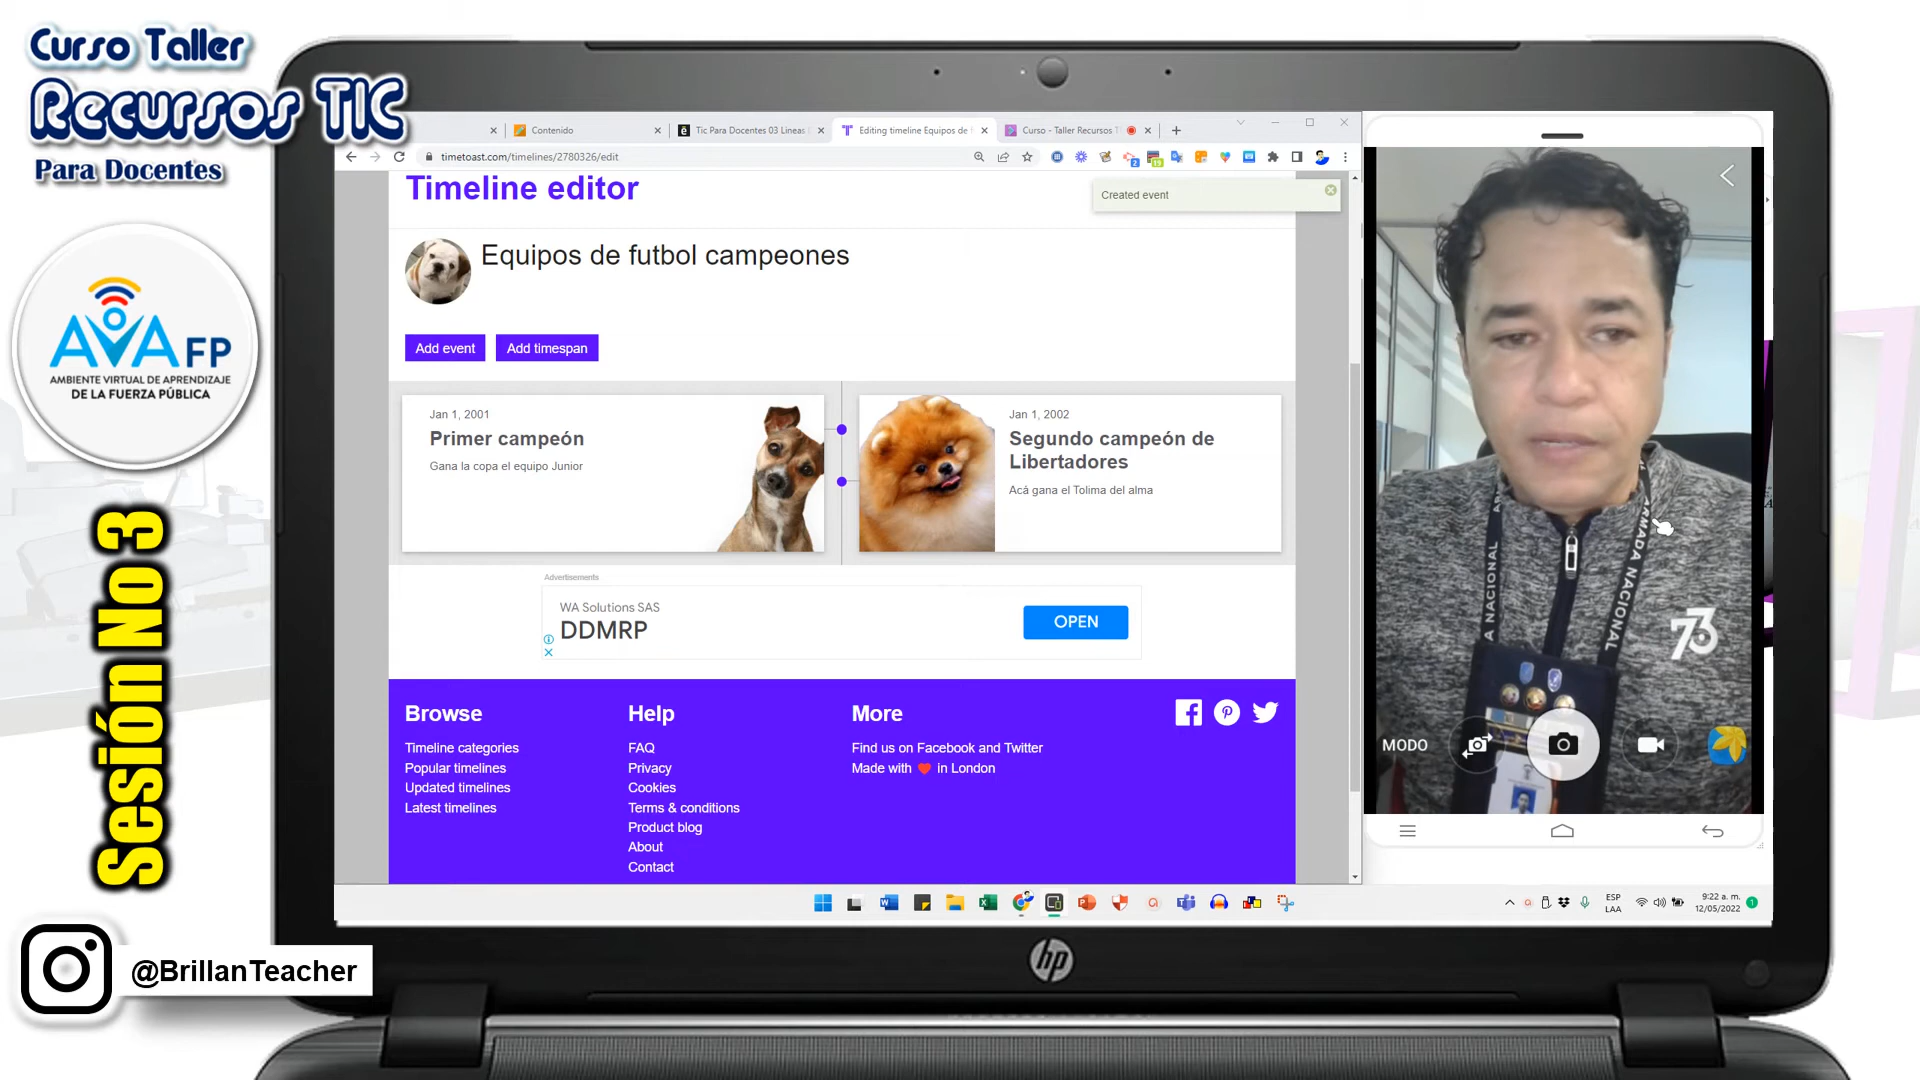 Curso Taller
Recursos TIC
Para Docentes
AVA FP
AMBIENTE VIRTUAL DE APRENDIZAJE
DE LA FUERZA PÚBLICA
Sesión No 3
@BrillanTeacher
Contenido
Tic Para Docentes 03 Lineas
Editing timeline Equipos de
Curso - Taller Recursos T
timetoast.com/timelines/2780326/edit
Timeline editor
Created event
Equipos de futbol campeones
Add event
Add timespan
Jan 1, 2001
Primer campeón
Gana la copa el equipo Junior
Jan 1, 2002
Segundo campeón de
Libertadores
Acá gana el Tolima del alma
Advertisements
WA Solutions SAS
DDMRP
OPEN
Browse
Timeline categories
Popular timelines
Updated timelines
Latest timelines
Help
FAQ
Privacy
Cookies
Terms & conditions
Product blog
About
Contact
More
Find us on Facebook and Twitter
Made with ❤ in London
A NACIONAL
ARMADA NACIONAL
73
MODO
ESP
LAA
9:22 a. m.
12/05/2022
1
hp